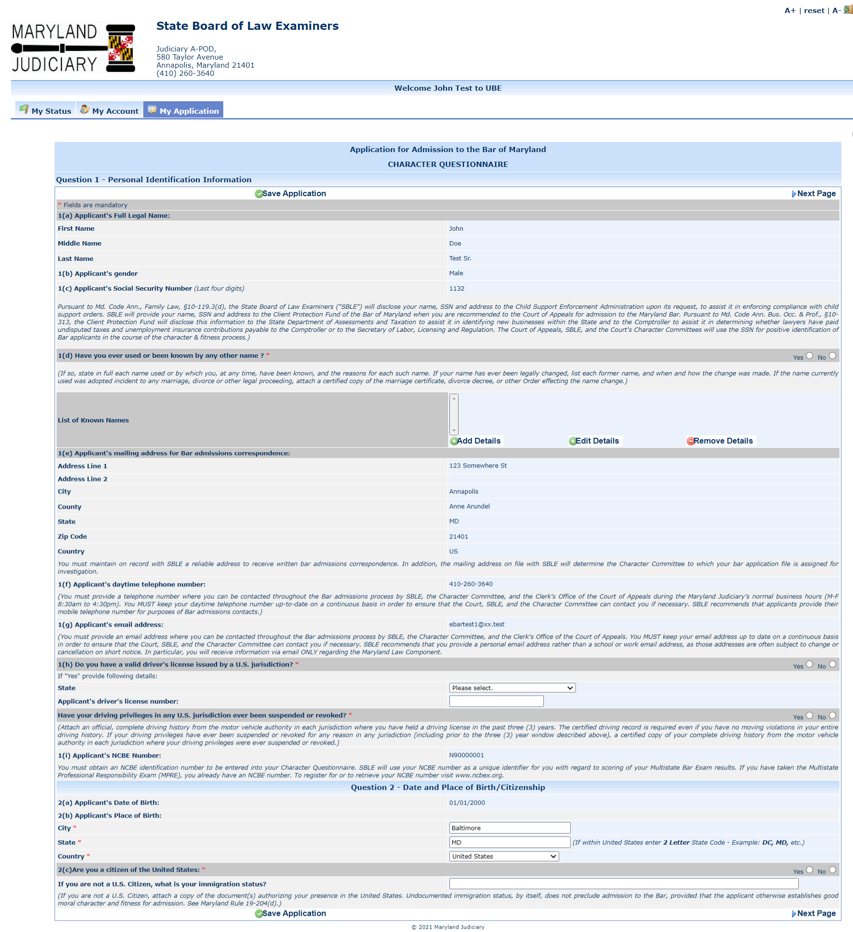 A+ | reset | A-
MARYLAND
JUDICIARY
State Board of Law Examiners
Judiciary A-POD,
580 Taylor Avenue
Annapolis, Maryland 21401
(410) 260-3640
Welcome John Test to UBE
My Status My Account My Application
Application for Admission to the Bar of Maryland
CHARACTER QUESTIONNAIRE
Question 1 - Personal Identification Information
Save Application Next Page
* Fields are mandatory
1(a) Applicant's Full Legal Name:
First Name John
Middle Name Doe
Last Name Test Sr.
1(b) Applicant's gender Male
1(c) Applicant's Social Security Number (Last four digits) 1132
Pursuant to Md. Code Ann., Family Law, §10-119.3(d), the State Board of Law Examiners ("SBLE") will disclose your name, SSN and address to the Child Support Enforcement Administration upon its request, to assist it in enforcing compliance with child
support orders. SBLE will provide your name, SSN and address to the Client Protection Fund of the Bar of Maryland when you are recommended to the Court of Appeals for admission to the Maryland Bar. Pursuant to Md. Code Ann. Bus. Occ. & Prof., §10-
313, the Client Protection Fund will disclose this information to the State Department of Assessments and Taxation to assist it in identifying new businesses within the State and to the Comptroller to assist it in determining whether lawyers have paid
undisputed taxes and unemployment insurance contributions payable to the Comptroller or to the Secretary of Labor, Licensing and Regulation. The Court of Appeals, SBLE, and the Court's Character Committees will use the SSN for positive identification of
Bar applicants in the course of the character & fitness process.)
1(d) Have you ever used or been known by any other name ? * Yes No
(If so, state in full each name used or by which you, at any time, have been known, and the reasons for each such name. If your name has ever been legally changed, list each former name, and when and how the change was made. If the name currently
used was adopted incident to any marriage, divorce or other legal proceeding, attach a certified copy of the marriage certificate, divorce decree, or other Order effecting the name change.)
List of Known Names
Add Details Edit Details Remove Details
1(e) Applicant's mailing address for Bar admissions correspondence:
Address Line 1 123 Somewhere St
Address Line 2
City Annapolis
County Anne Arundel
State MD
Zip Code 21401
Country US
You must maintain on record with SBLE a reliable address to receive written bar admissions correspondence. In addition, the mailing address on file with SBLE will determine the Character Committee to which your bar application file is assigned for
investigation.
1(f) Applicant's daytime telephone number: 410-260-3640
(You must provide a telephone number where you can be contacted throughout the Bar admissions process by SBLE, the Character Committee, and the Clerk's Office of the Court of Appeals during the Maryland Judiciary's normal business hours (M-F
8:30am to 4:30pm). You MUST keep your daytime telephone number up-to-date on a continuous basis in order to ensure that the Court, SBLE, and the Character Committee can contact you if necessary. SBLE recommends that applicants provide their
mobile telephone number for purposes of Bar admissions contacts.)
1(g) Applicant's email address: ebartest1@xx.test
(You must provide an email address where you can be contacted throughout the Bar admissions process by SBLE, the Character Committee, and the Clerk's Office of the Court of Appeals. You MUST keep your email address up to date on a continuous basis
in order to ensure that the Court, SBLE, and the Character Committee can contact you if necessary. SBLE recommends that you provide a personal email address rather than a school or work email address, as those addresses are often subject to change or
cancellation on short notice. In particular, you will receive information via email ONLY regarding the Maryland Law Component.
1(h) Do you have a valid driver's license issued by a U.S. jurisdiction? * Yes No
If "Yes" provide following details:
State Please select.
Applicant's driver's license number:
Have your driving privileges in any U.S. jurisdiction ever been suspended or revoked? * Yes No
(Attach an official, complete driving history from the motor vehicle authority in each jurisdiction where you have held a driving license in the past three (3) years. The certified driving record is required even if you have no moving violations in your entire
driving history. If your driving privileges have ever been suspended or revoked for any reason in any jurisdiction (including prior to the three (3) year window described above), a certified copy of your complete driving history from the motor vehicle
authority in each jurisdiction where your driving privileges were ever suspended or revoked.)
1(i) Applicant's NCBE Number: N90000001
You must obtain an NCBE identification number to be entered into your Character Questionnaire. SBLE will use your NCBE number as a unique identifier for you with regard to scoring of your Multistate Bar Exam results. If you have taken the Multistate
Professional Responsibility Exam (MPRE), you already have an NCBE number. To register for or to retrieve your NCBE number visit www.ncbex.org.
Question 2 - Date and Place of Birth/Citizenship
2(a) Applicant's Date of Birth: 01/01/2000
2(b) Applicant's Place of Birth:
City * Baltimore
State * MD (If within United States enter 2 Letter State Code - Example: DC, MD, etc.)
Country * United States
2(c)Are you a citizen of the United States: * Yes No
If you are not a U.S. Citizen, what is your immigration status?
(If you are not a U.S. Citizen, attach a copy of the document(s) authorizing your presence in the United States. Undocumented immigration status, by itself, does not preclude admission to the Bar, provided that the applicant otherwise establishes good
moral character and fitness for admission. See Maryland Rule 19-204(d).)
Save Application Next Page
© 2021 Maryland Judiciary